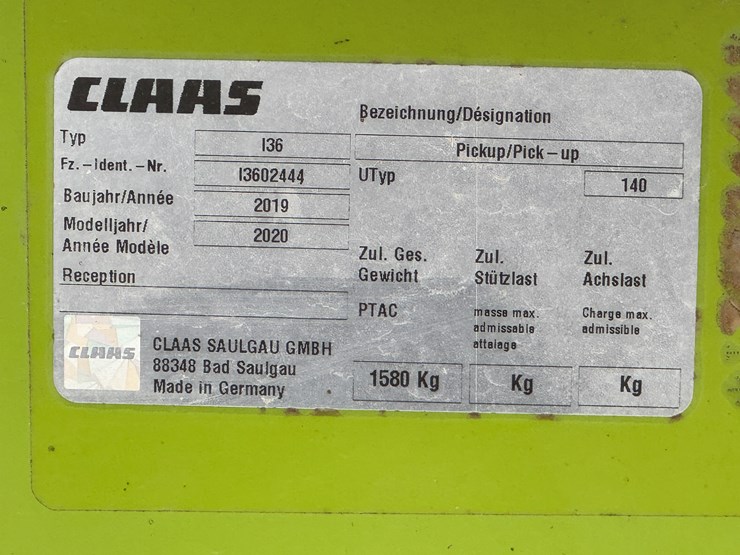 CLAAS
Bezeichnung/Désignation
Typ I36 Pickup/Pick-up
Fz.-Ident.-Nr. I3602444 UTyp 140
Baujahr/Année 2019
Modelljahr/ 2020
Année Modèle
Zul. Ges. Zul. Zul.
Gewicht Stützlast Achslast
Reception
PTAC masse max. Charge max.
admissable admissible
attelage
CLAAS
CLAAS SAULGAU GMBH
88348 Bad Saulgau
Made in Germany
1580 Kg Kg Kg